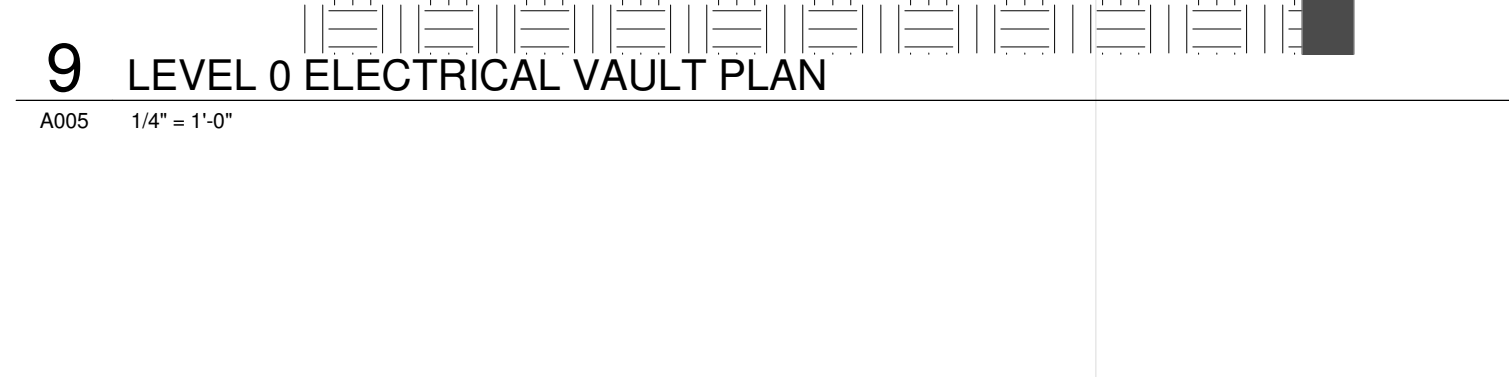 9 LEVEL 0 ELECTRICAL VAULT PLAN
A005 1/4" = 1'-0"